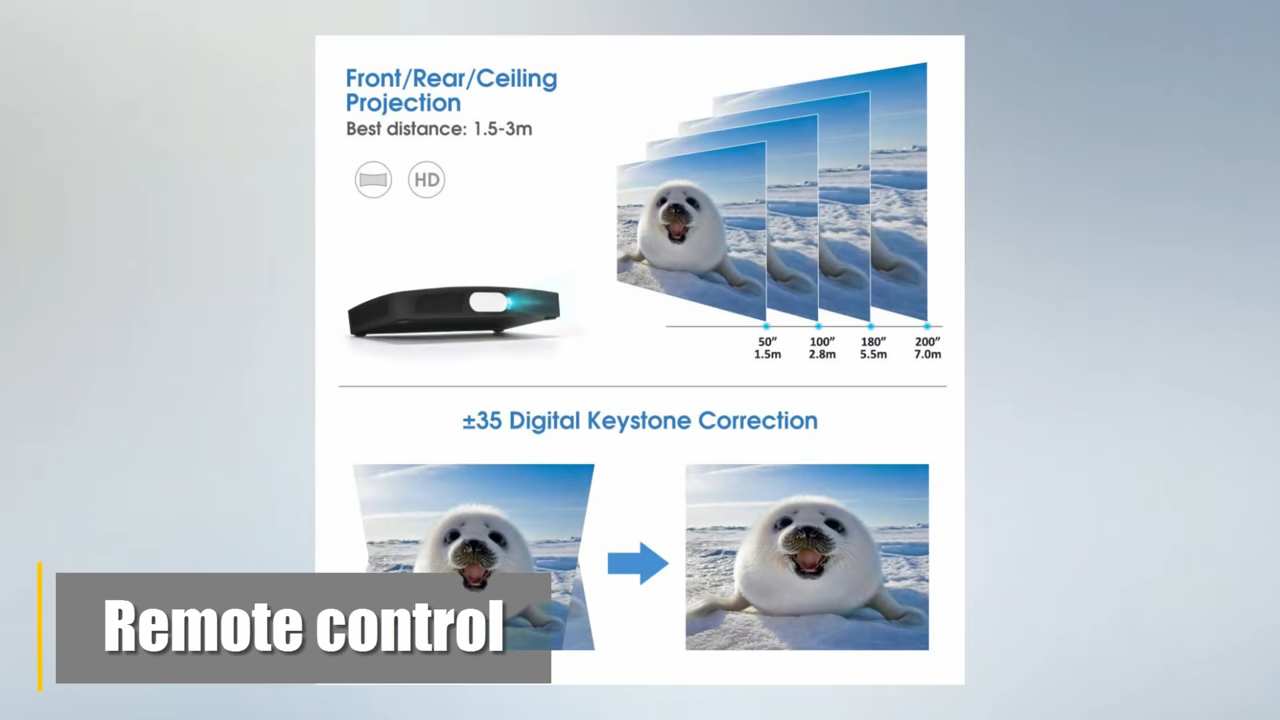 Front/Rear/Ceiling
Projection
Best distance: 1.5-3m
HD
50” 100” 180” 200”
1.5m 2.8m 5.5m 7.0m
±35 Digital Keystone Correction
Remote control